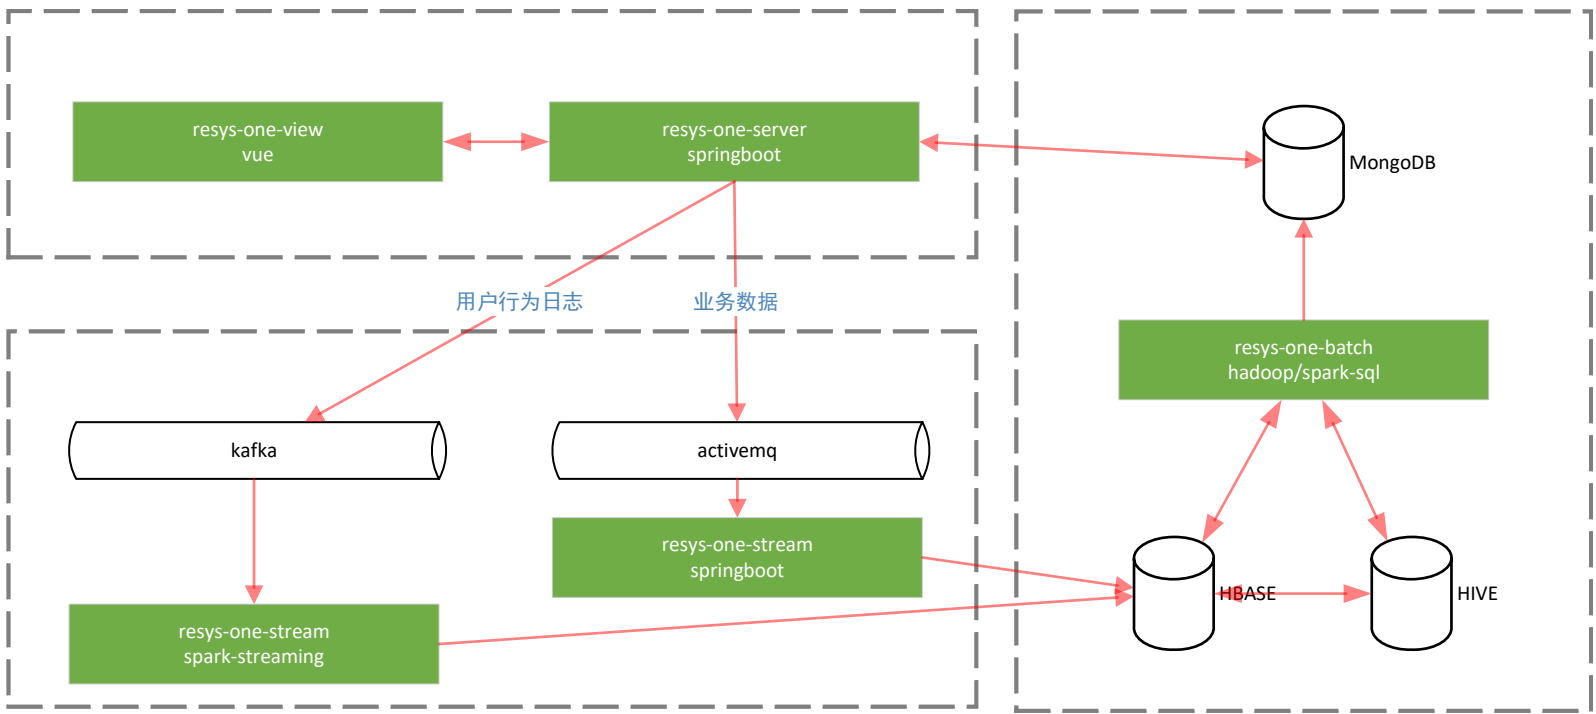 resys-one-view
vue
resys-one-server
springboot
MongoDB
用户行为日志
业务数据
resys-one-batch
hadoop/spark-sql
kafka
activemq
resys-one-stream
springboot
HBASE
HIVE
resys-one-stream
spark-streaming